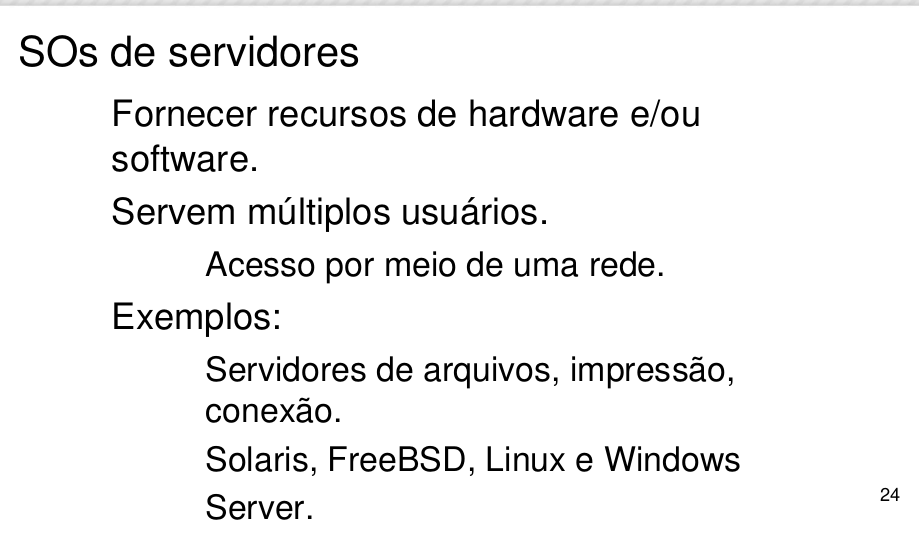 SOs de servidores
Fornecer recursos de hardware e/ou
software.
Servem múltiplos usuários.
Acesso por meio de uma rede.
Exemplos:
Servidores de arquivos, impressão,
conexão.
Solaris, FreeBSD, Linux e Windows
Server.
24